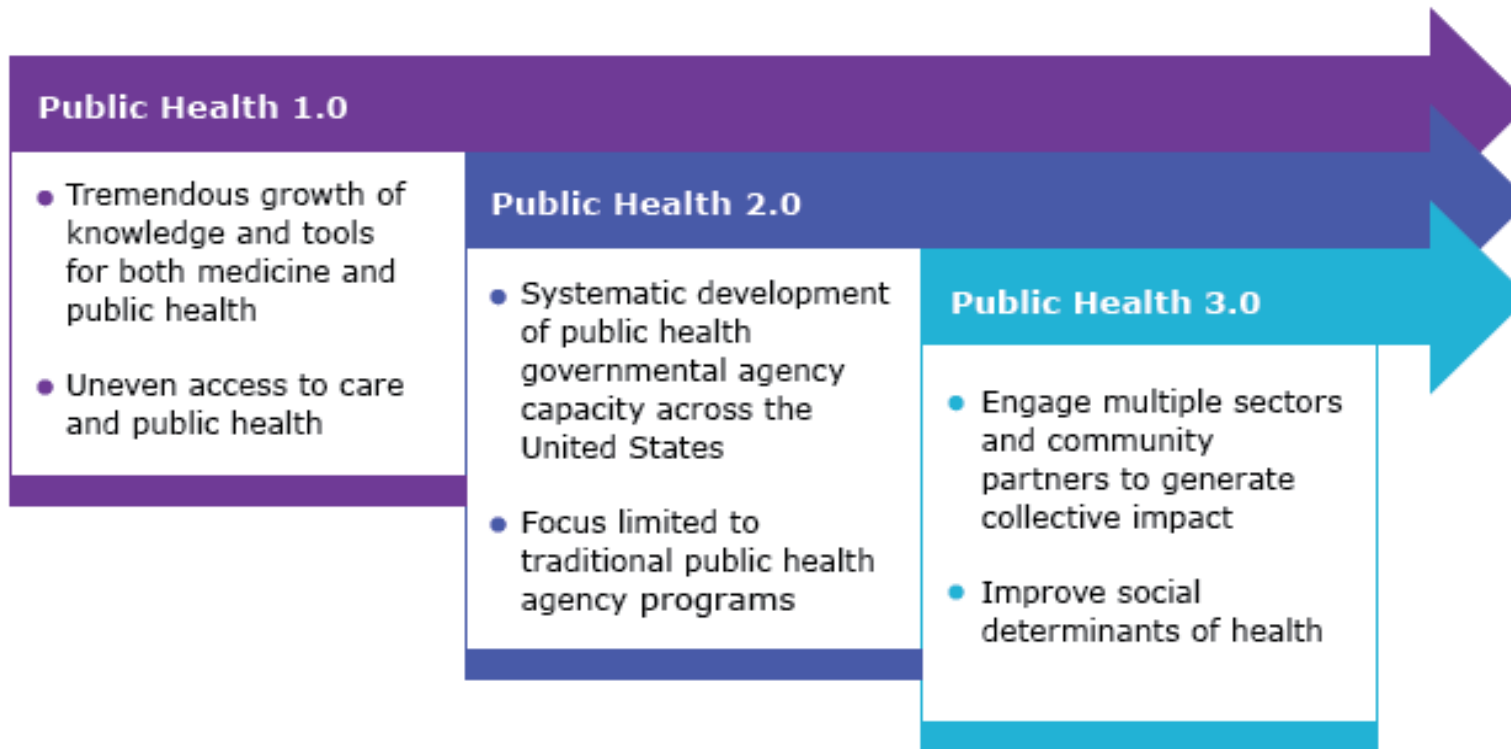 Public Health 1.0
• Tremendous growth of
knowledge and tools
for both medicine and
public health
• Uneven access to care
and public health
Public Health 2.0
• Systematic development
of public health
governmental agency
capacity across the
United States
• Focus limited to
traditional public health
agency programs
Public Health 3.0
• Engage multiple sectors
and community
partners to generate
collective impact
• Improve social
determinants of health